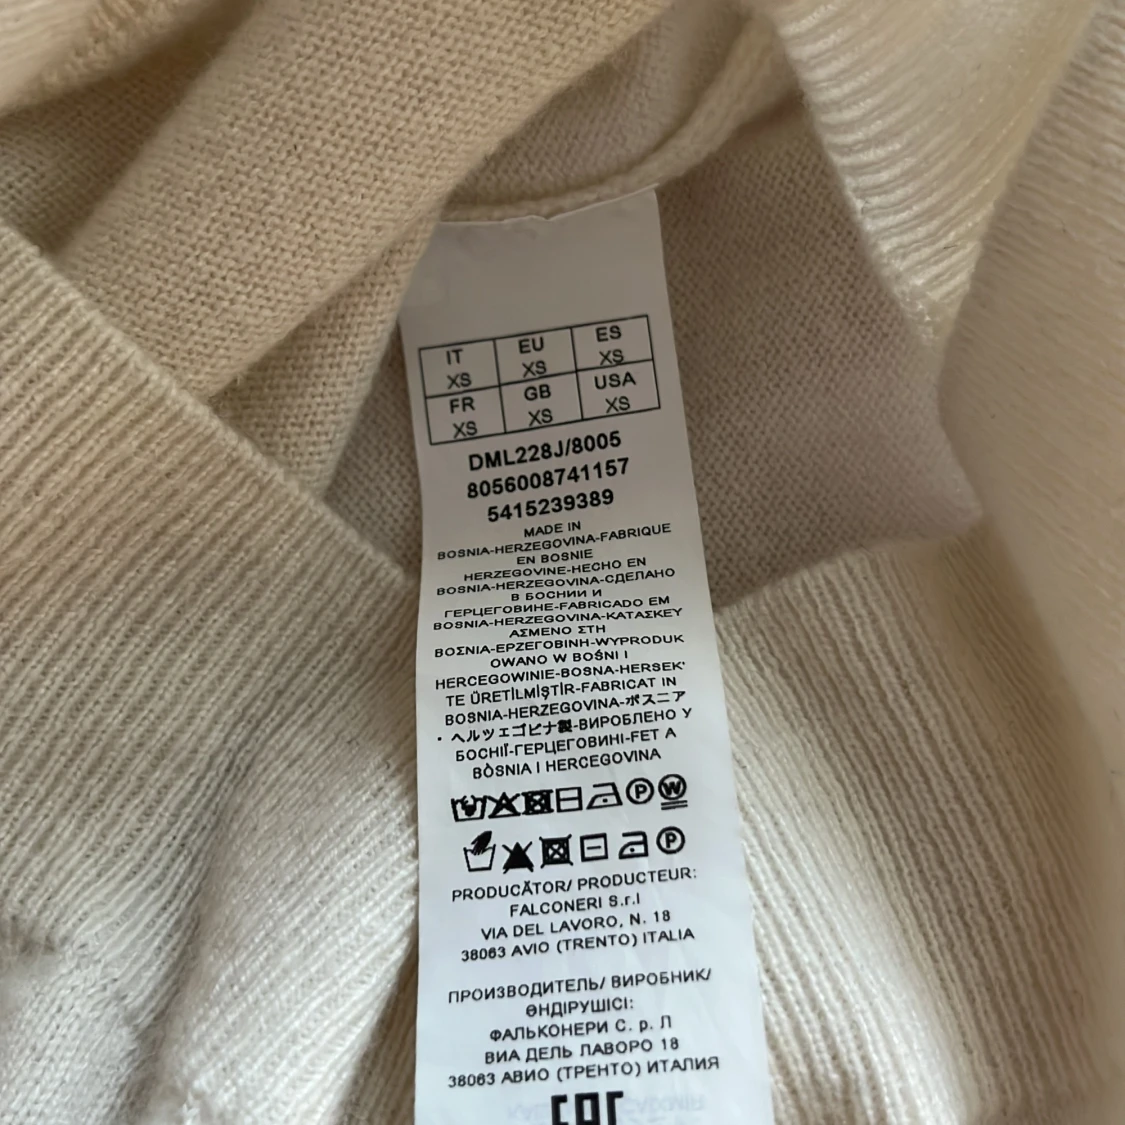 IT EU ES
XS XS XS
FR GB USA
XS XS XS
DML228J/8005
8056008741157
5415239389
MADE IN
BOSNIA-HERZEGOVINA-FABRIQUE
EN BOSNIE
HERZEGOVINE-HECHO EN
BOSNIA-HERZEGOVINA-СДЕЛАНО
В БОСНИИ И
ГЕРЦЕГОВИНЕ-FABRICADO EM
BOSNIA-HERZEGOVINA-ΚΑΤΑΣΚΕΥ
ΑΣΜΕΝΟ ΣΤΗ
ΒΟΣΝΙΑ-ΕΡΖΕΓΟΒΙΝΗ-WYPRODUK
OWANO W BOŚNI I
HERCEGOWINIE-BOSNA-HERSEK'
TE ÜRETİLMİŞTİR-FABRICAT IN
BOSNIA-HERZEGOVINA-ボスニア
・ヘルツェゴビナ製-ВИРОБЛЕНО У
БОСНІЇ-ГЕРЦЕГОВИНІ-FET A
BÒSNIA I HERCEGOVINA
P W
P
PRODUCĂTOR/ PRODUCTEUR:
FALCONERI S.r.l
VIA DEL LAVORO, N. 18
38063 AVIO (TRENTO) ITALIA
ПРОИЗВОДИТЕЛЬ/ ВИРОБНИК/
ӨНДІРУШІСІ:
ФАЛЬКОНЕРИ С. р. Л
ВИА ДЕЛЬ ЛАВОРО 18
38063 АВИО (ТРЕНТО) ИТАЛИЯ
EAC